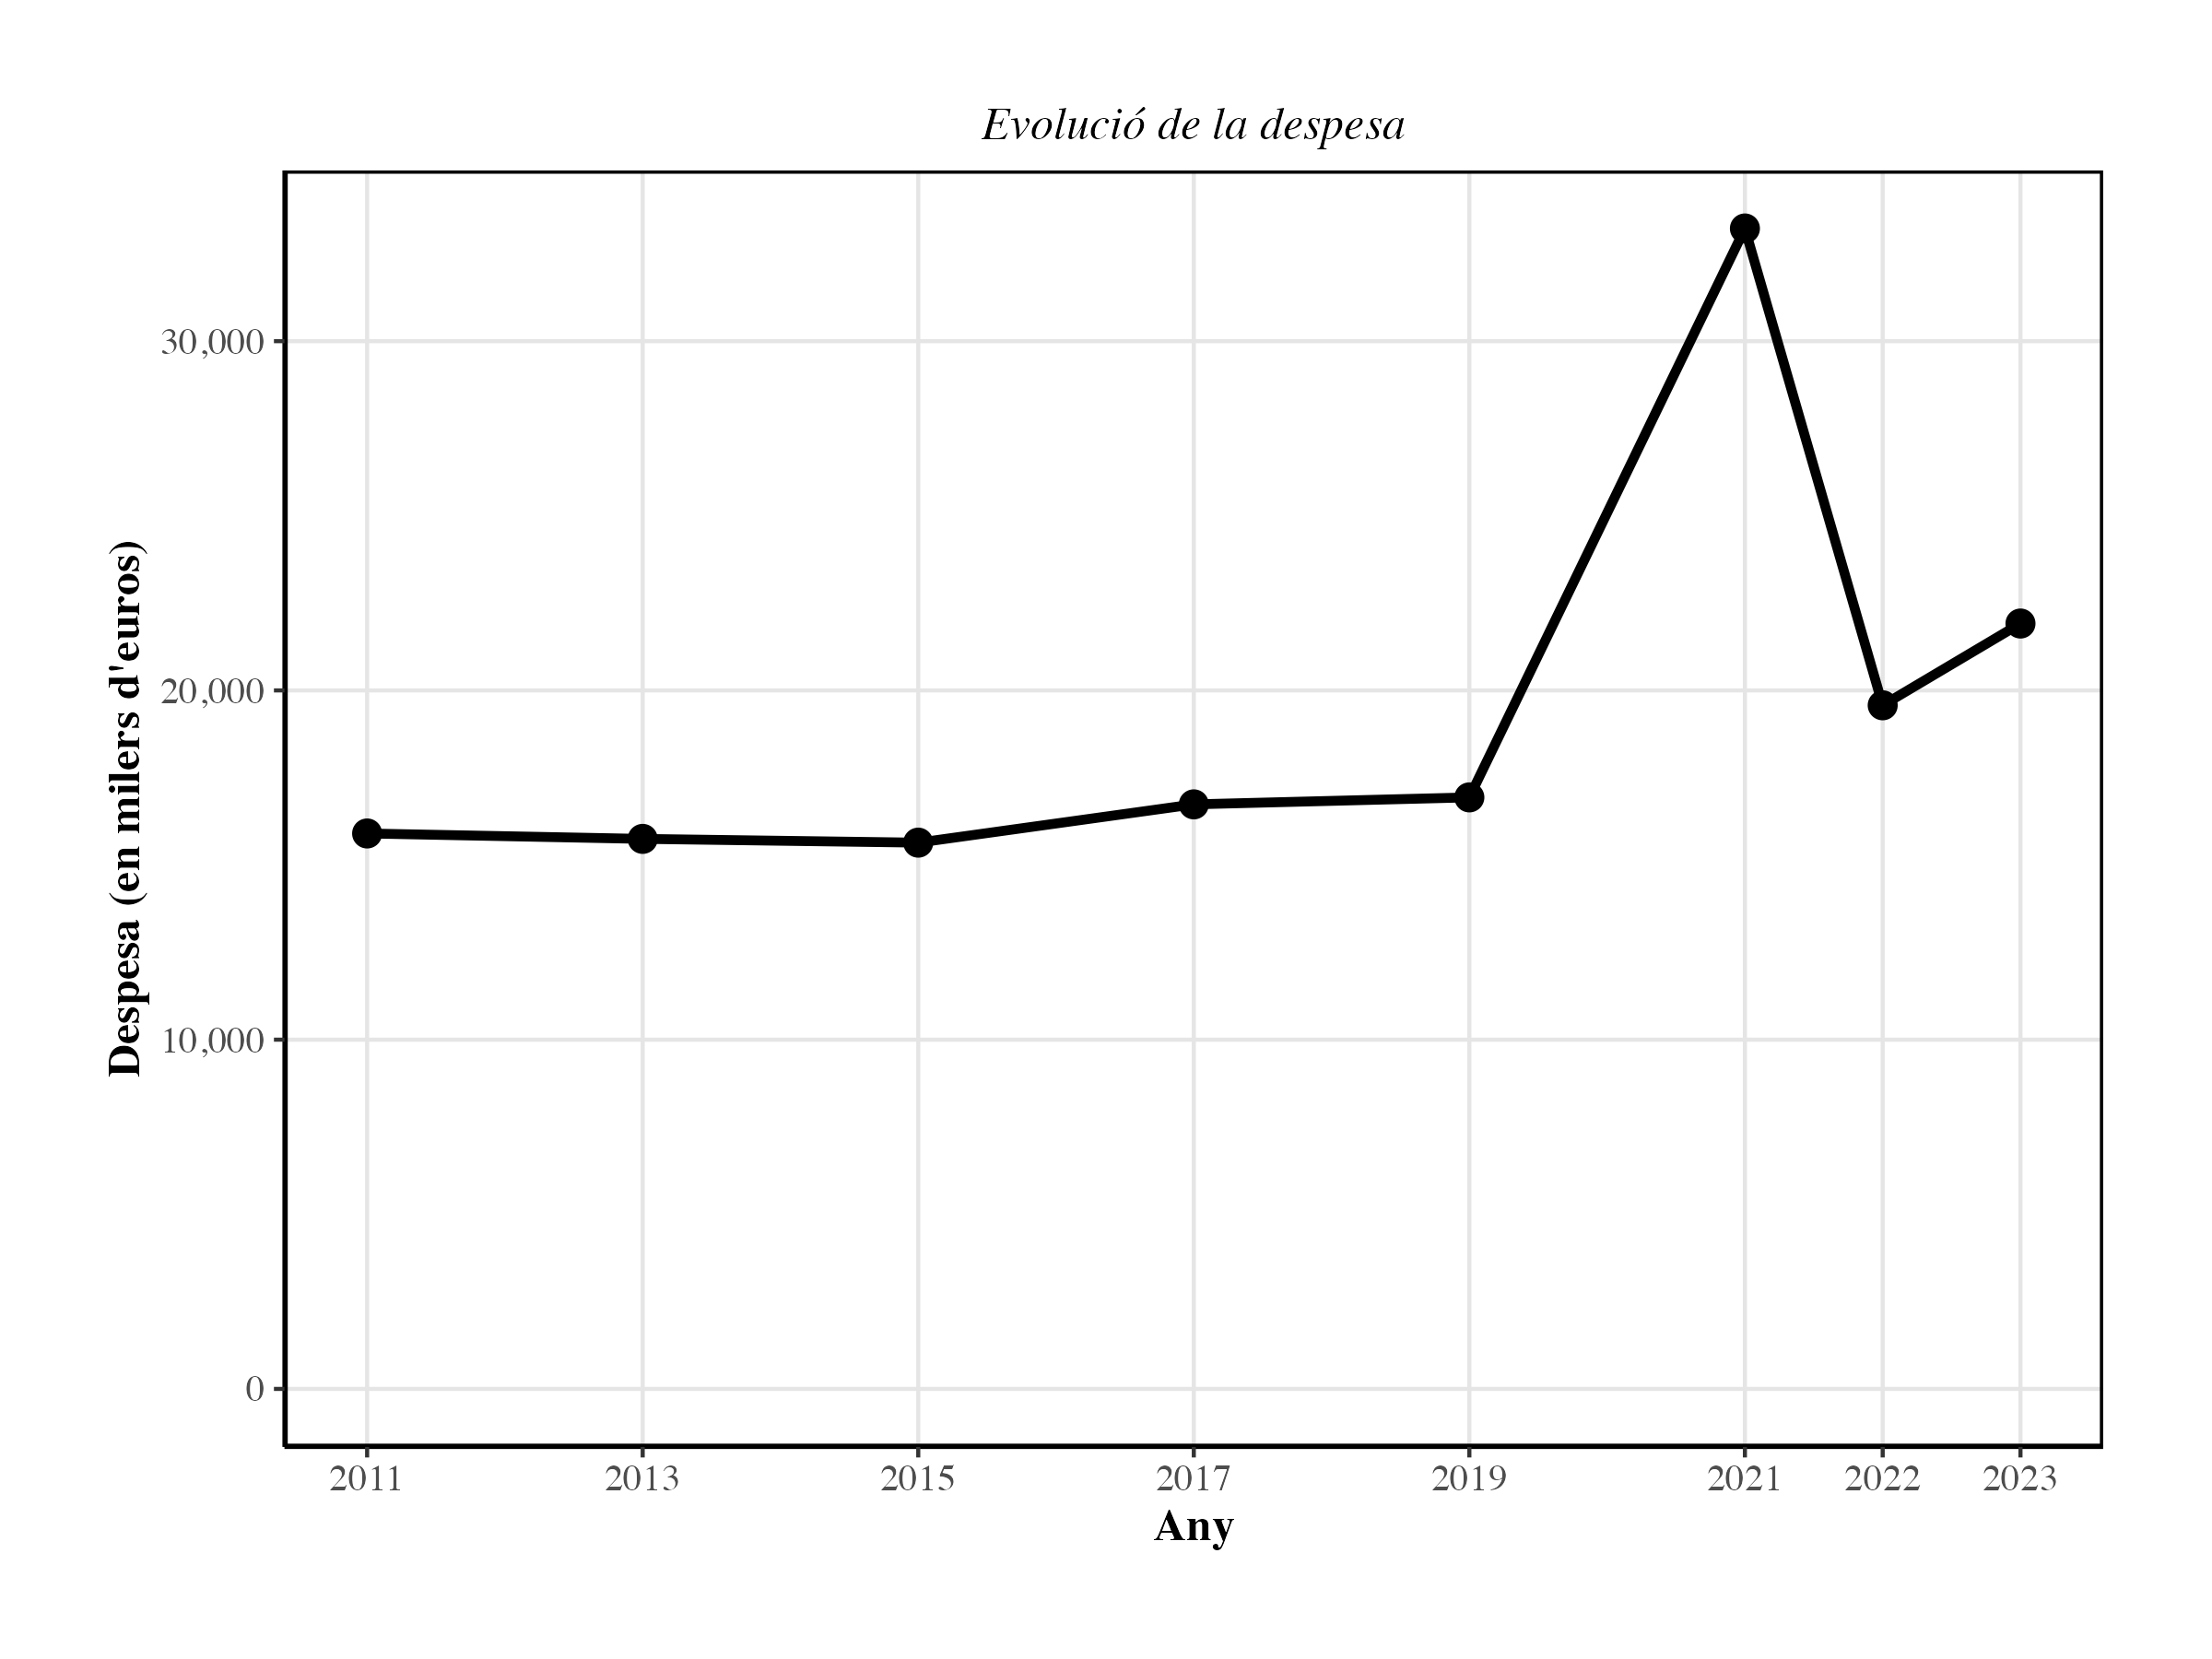 Evolució de la despesa
Despesa (en milers d'euros)
30,000
20,000
10,000
0
2011 2013 2015 2017 2019 2021 2022 2023
Any